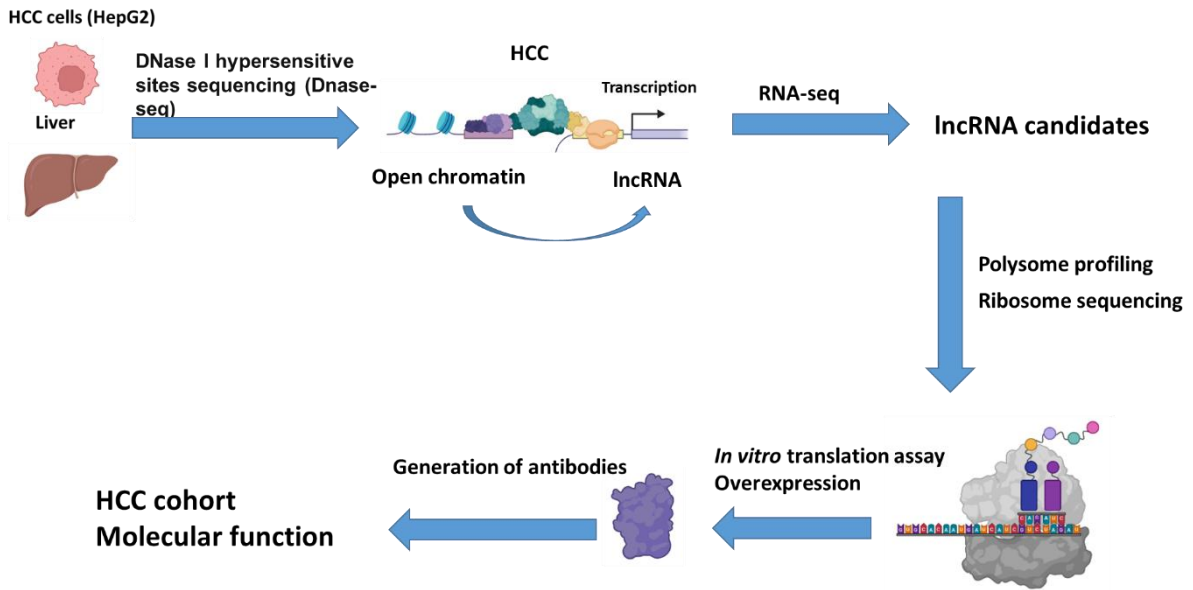 HCC cells (HepG2)
DNase I hypersensitive
sites sequencing (Dnase-
seq)
Liver
HCC
Transcription
Open chromatin
lncRNA
RNA-seq
lncRNA candidates
Polysome profiling
Ribosome sequencing
In vitro translation assay
Overexpression
Generation of antibodies
HCC cohort
Molecular function